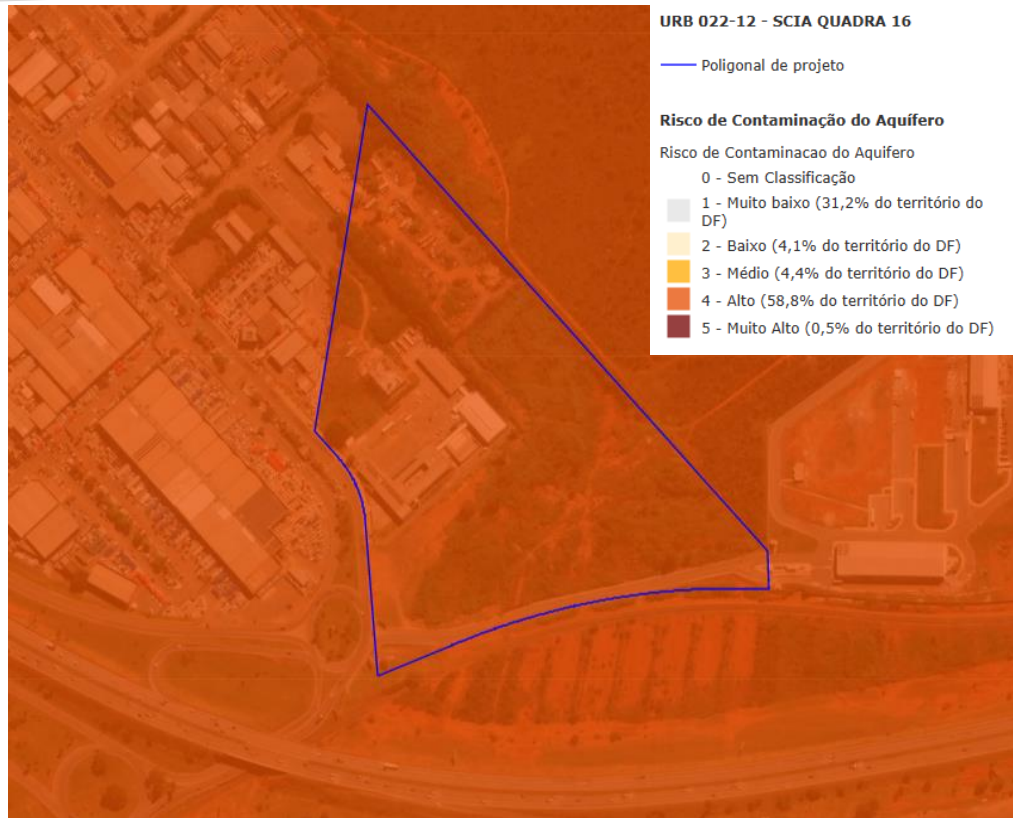 URB 022-12 - SCIA QUADRA 16
Poligonal de projeto
Risco de Contaminação do Aquífero
Risco de Contaminacao do Aquifero
0 - Sem Classificação
1 - Muito baixo (31,2% do território do
DF)
2 - Baixo (4,1% do território do DF)
3 - Médio (4,4% do território do DF)
4 - Alto (58,8% do território do DF)
5 - Muito Alto (0,5% do território do DF)